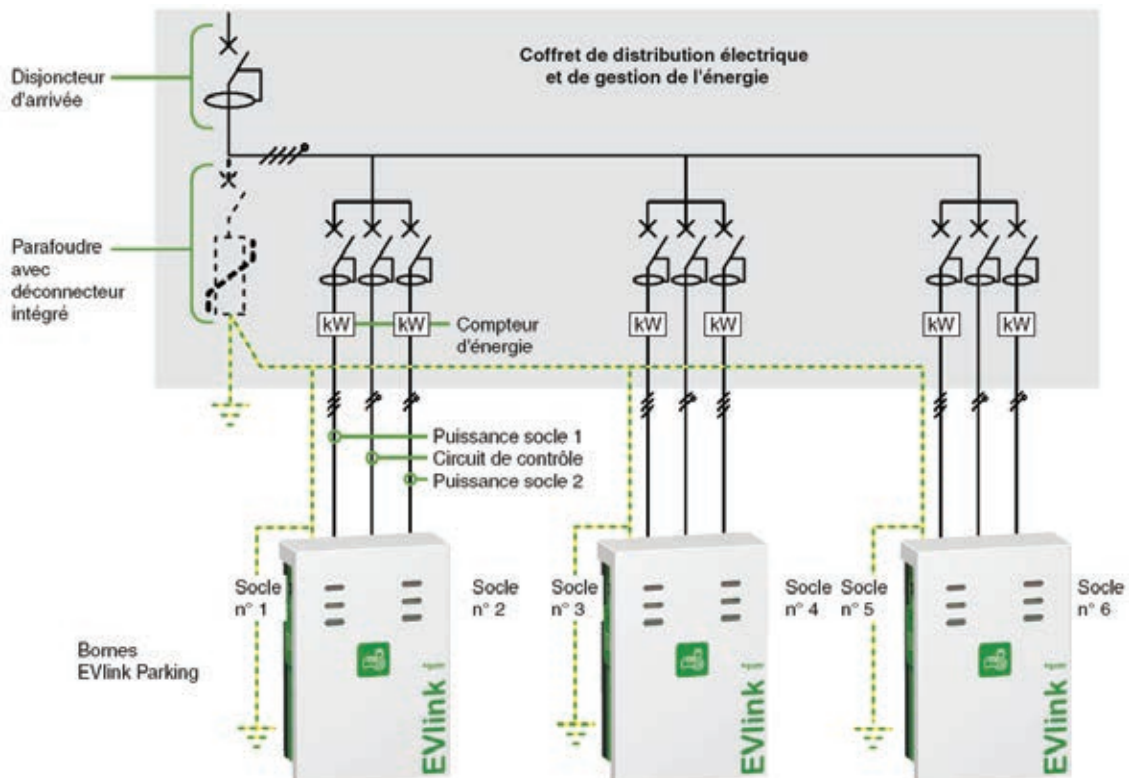 Coffret de distribution électrique
et de gestion de l'énergie
Disjoncteur
d'arrivée
Parafoudre
avec
déconnecteur
intégré
kW
kW
Compteur
d'énergie
kW
kW
kW
kW
Puissance socle 1
Circuit de contrôle
Puissance socle 2
Socle
n° 1
Socle
n° 2
Socle
n° 3
Socle
n° 4
Socle
n° 5
Socle
n° 6
Bornes
EVlink Parking
EVlink
EVlink
EVlink